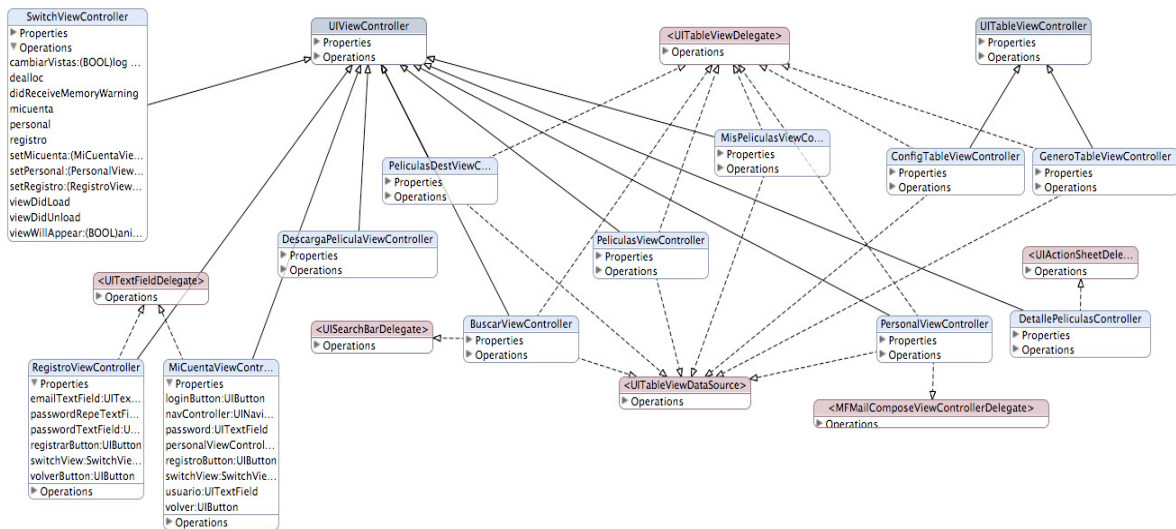 SwitchViewController
Properties
Operations
cambiarVistas:(BOOL)log ...
dealloc
didReceiveMemoryWarning
micuenta
personal
registro
setMicuenta:(MiCuentaVie...
setPersonal:(PersonalView...
setRegistro:(RegistroView...
viewDidLoad
viewDidUnload
viewWillAppear:(BOOL)ani...
UIViewController
Properties
Operations
<UITableViewDelegate>
Operations
UITableViewController
Properties
Operations
PeliculasDestViewC...
Properties
Operations
MisPeliculasViewCo...
Properties
Operations
ConfigTableViewController
Properties
Operations
GeneroTableViewController
Properties
Operations
DescargaPeliculaViewController
Properties
Operations
PeliculasViewController
Properties
Operations
<UIActionSheetDele...
Operations
<UITextFieldDelegate>
Operations
<UISearchBarDelegate>
Operations
BuscarViewController
Properties
Operations
PersonalViewController
Properties
Operations
DetallePeliculasController
Properties
Operations
RegistroViewController
Properties
emailTextField:UITex...
passwordRepeTextFi...
passwordTextField:U...
registrarButton:UIButton
switchView:SwitchVie...
volverButton:UIButton
Operations
MiCuentaViewContr...
Properties
loginButton:UIButton
navController:UINavi...
password:UITextField
personalViewControl...
registroButton:UIButton
switchView:SwitchVie...
usuario:UITextField
volver:UIButton
Operations
<UITableViewDataSource>
Operations
<MFMailComposeViewControllerDelegate>
Operations